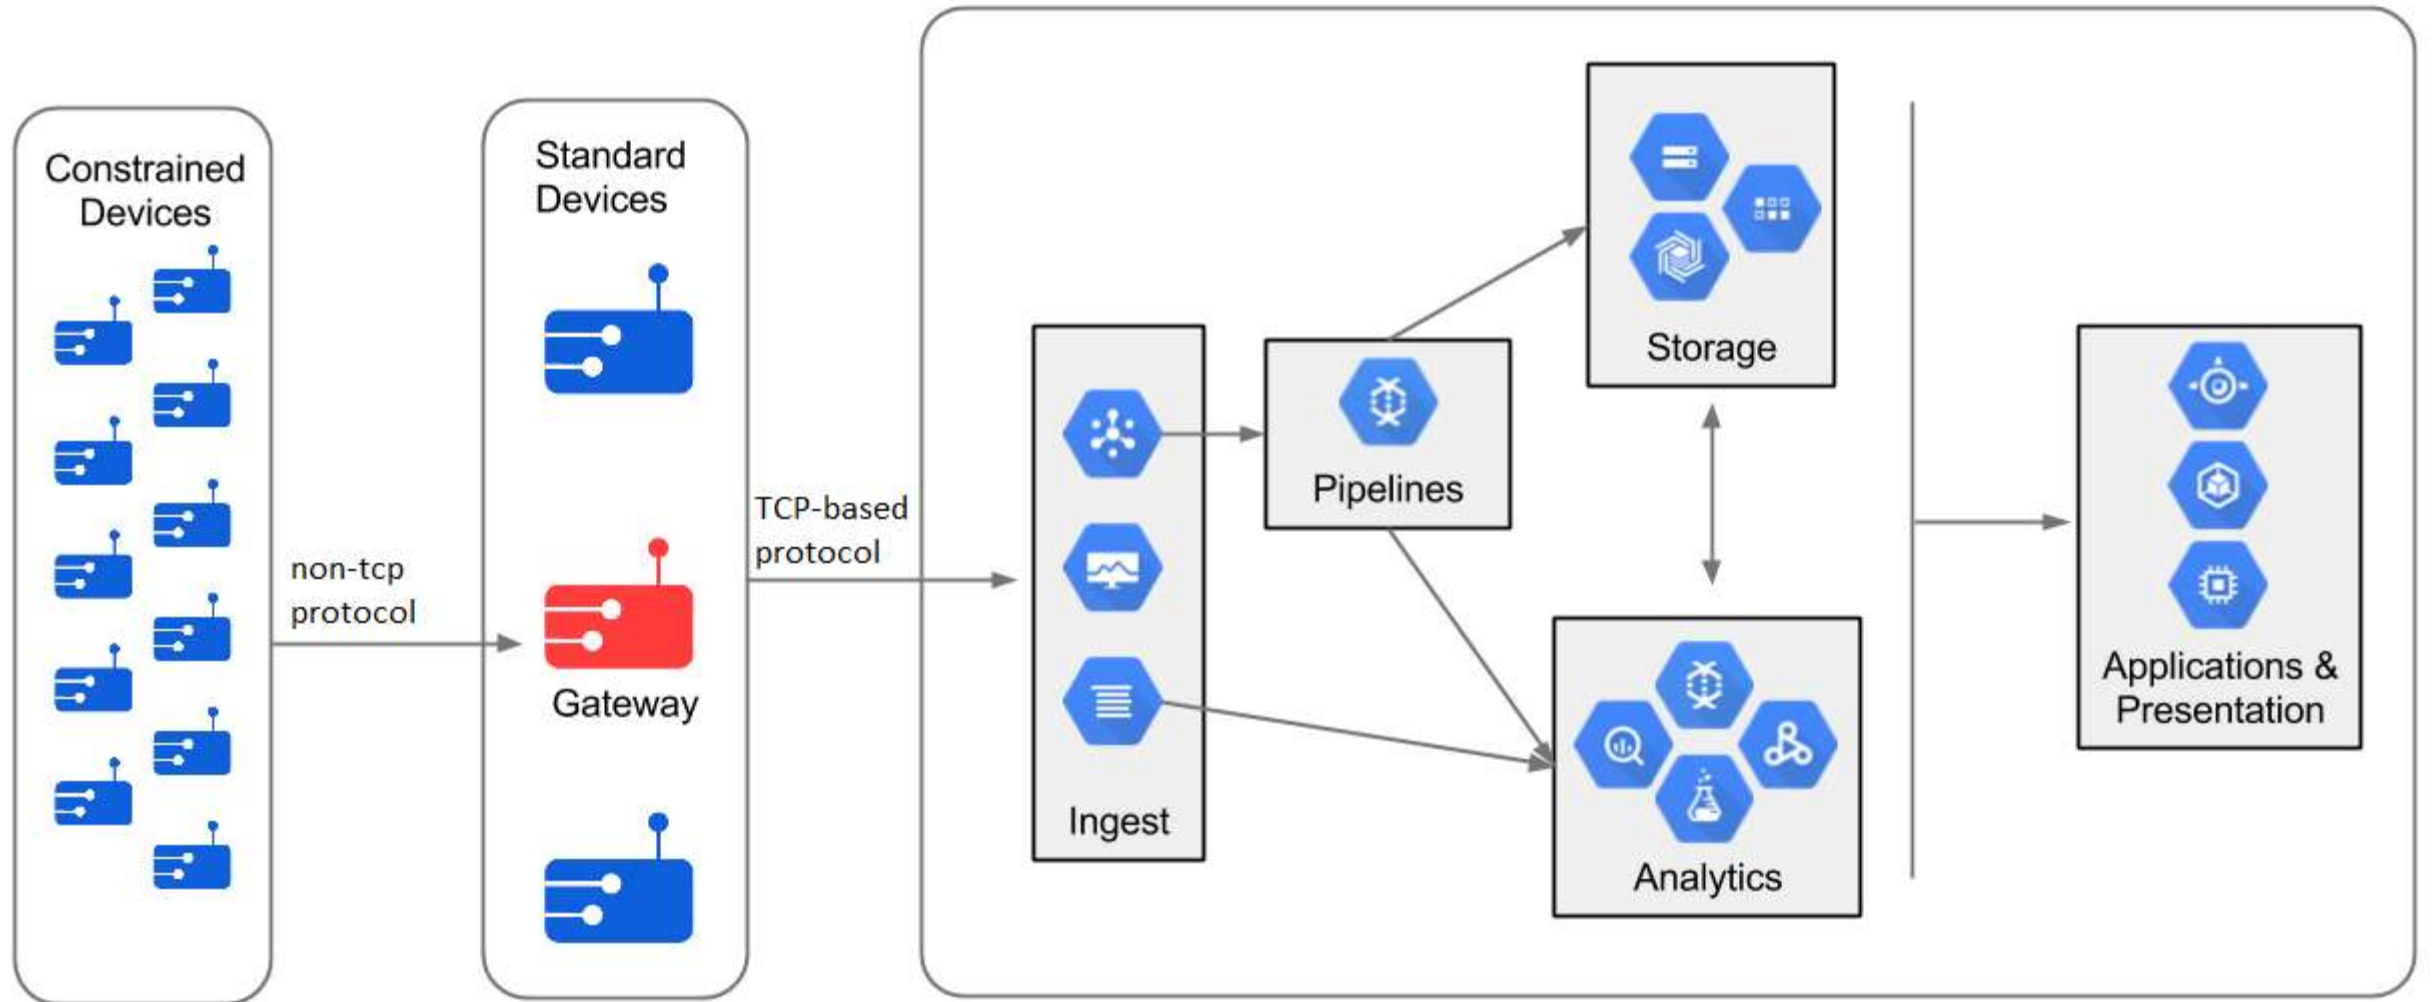 Constrained
Devices
non-tcp
protocol
Standard
Devices
Gateway
TCP-based
protocol
Ingest
Pipelines
Storage
Analytics
Applications &
Presentation